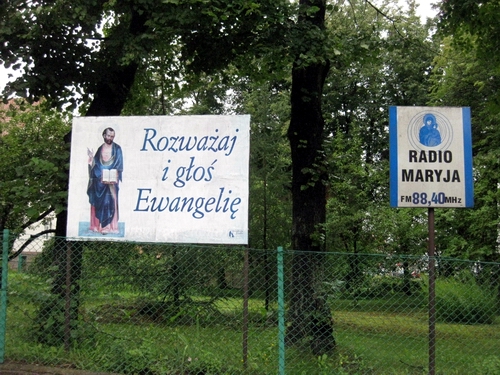 Rozważaj
i głoś
Ewangelię
RADIO
MARYJA
FM 88,40 MHz